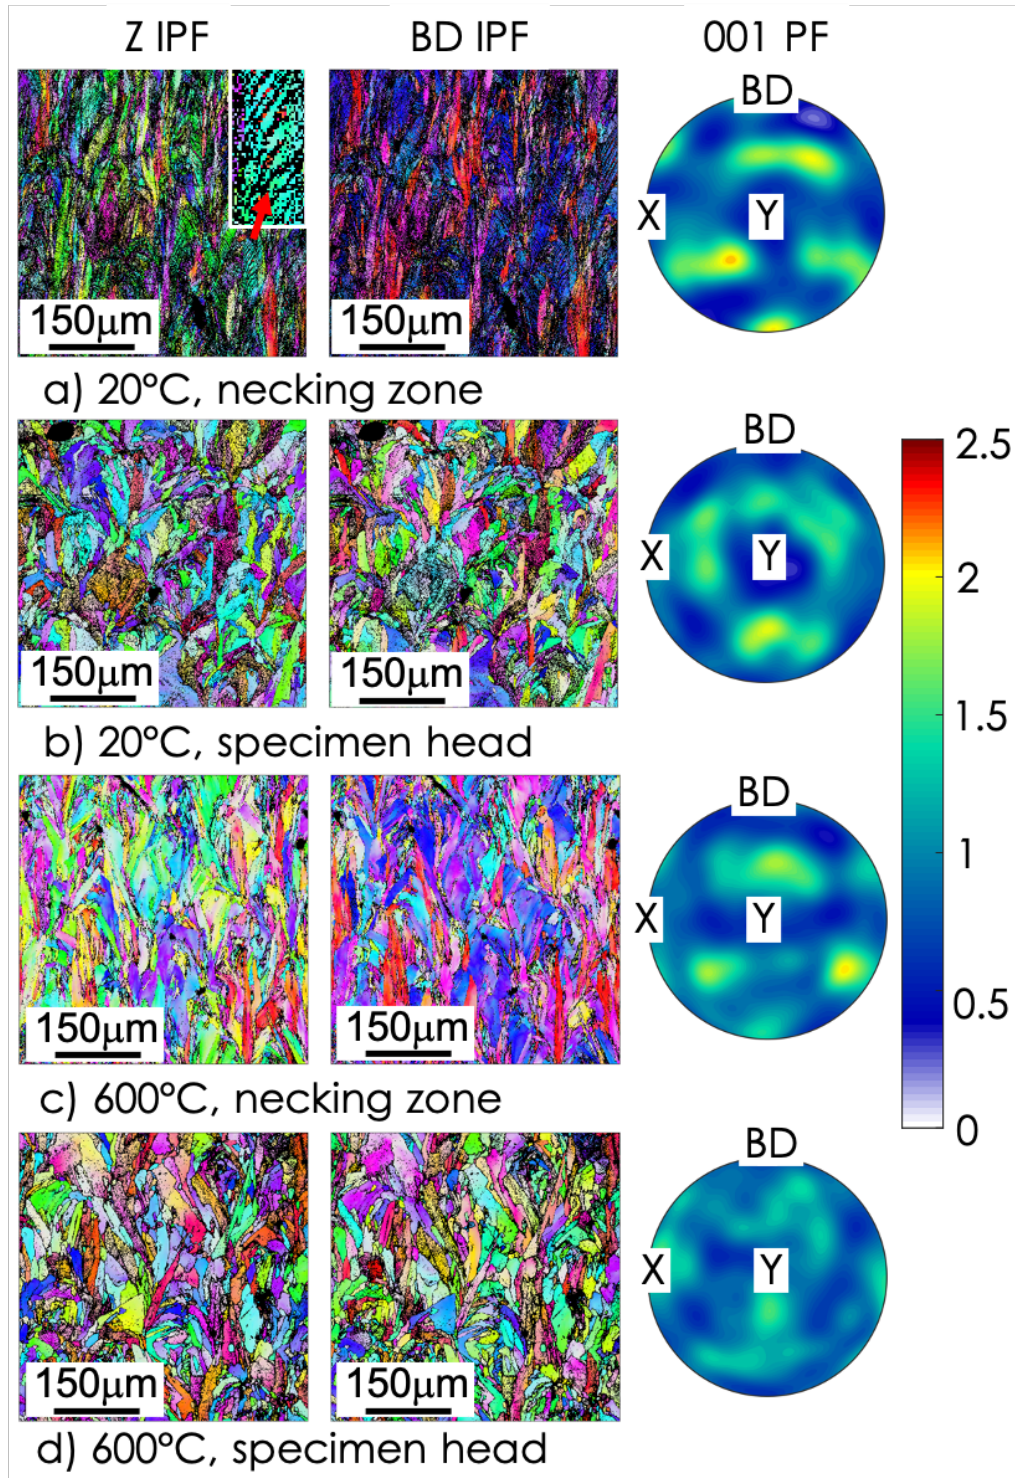 Z IPF BD IPF 001 PF
BD
X Y
150µm 150µm
a) 20°C, necking zone
BD
X Y
150µm 150µm
b) 20°C, specimen head
2.5
2
1.5
1
0.5
0
BD
X Y
150µm 150µm
c) 600°C, necking zone
BD
X Y
150µm 150µm
d) 600°C, specimen head